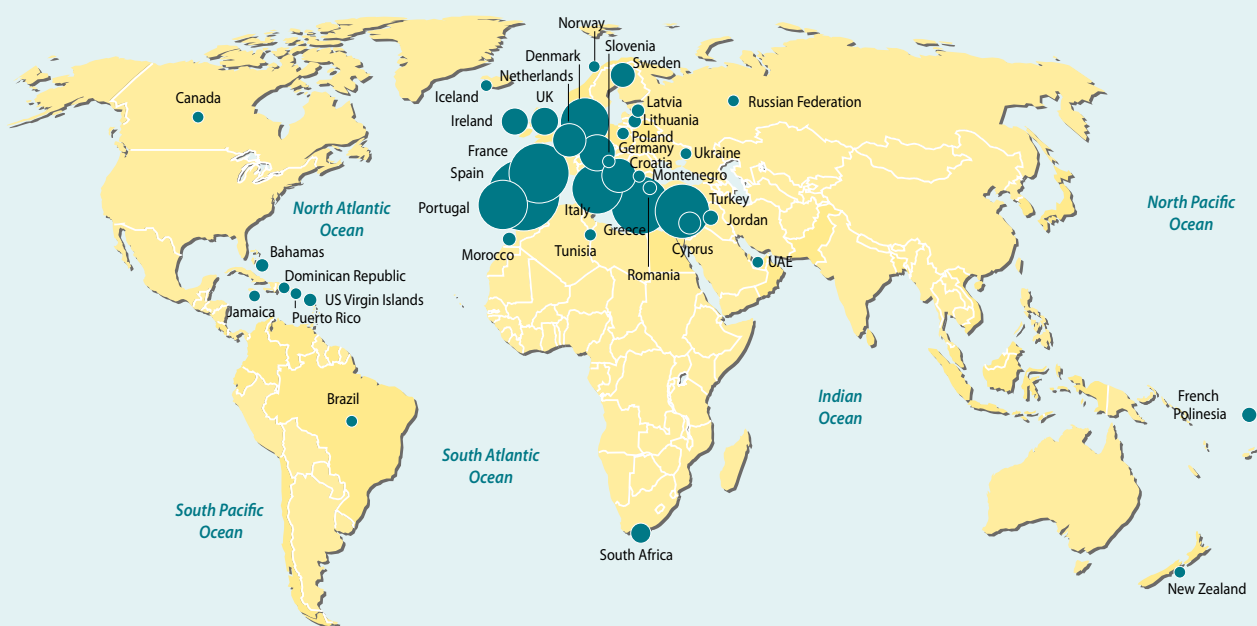 Norway
Slovenia
Denmark
Sweden
Netherlands
Iceland
UK
Canada
Latvia
Russian Federation
Ireland
Lithuania
Poland
France
Germany
Ukraine
Spain
Croatia
Montenegro
Portugal
Italy
Turkey
North Atlantic
Ocean
North Pacific
Ocean
Jordan
Greece
Morocco
Tunisia
Cyprus
Bahamas
UAE
Romania
Dominican Republic
US Virgin Islands
Jamaica
Puerto Rico
Brazil
Indian
Ocean
French
Polinesia
South Atlantic
Ocean
South Pacific
Ocean
South Africa
New Zealand